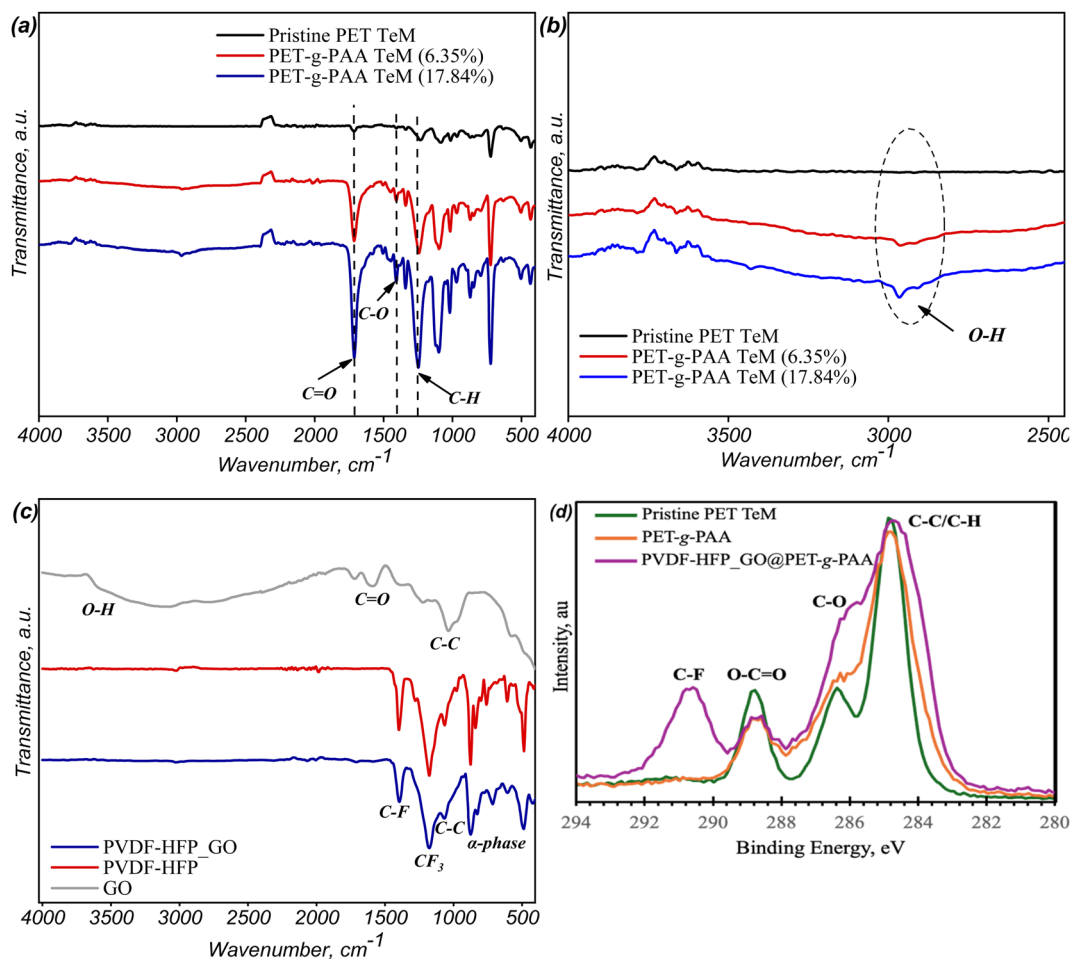 (a)
Pristine PET TeM
PET-g-PAA TeM (6.35%)
PET-g-PAA TeM (17.84%)
Transmittance, a.u.
C-O
C=O
C-H
4000 3500 3000 2500 2000 1500 1000 500
Wavenumber, cm-1
(b)
Transmittance, a.u.
O-H
Pristine PET TeM
PET-g-PAA TeM (6.35%)
PET-g-PAA TeM (17.84%)
4000 3500 3000 2500
Wavenumber, cm-1
(c)
Transmittance, a.u.
O-H
C=O
C-C
C-F
C-C
CF3
α-phase
PVDF-HFP_GO
PVDF-HFP
GO
4000 3500 3000 2500 2000 1500 1000 500
Wavenumber, cm-1
(d)
Pristine PET TeM
PET-g-PAA
PVDF-HFP_GO@PET-g-PAA
C-C/C-H
C-O
C-F
O-C=O
Intensity, au
294 292 290 288 286 284 282 280
Binding Energy, eV